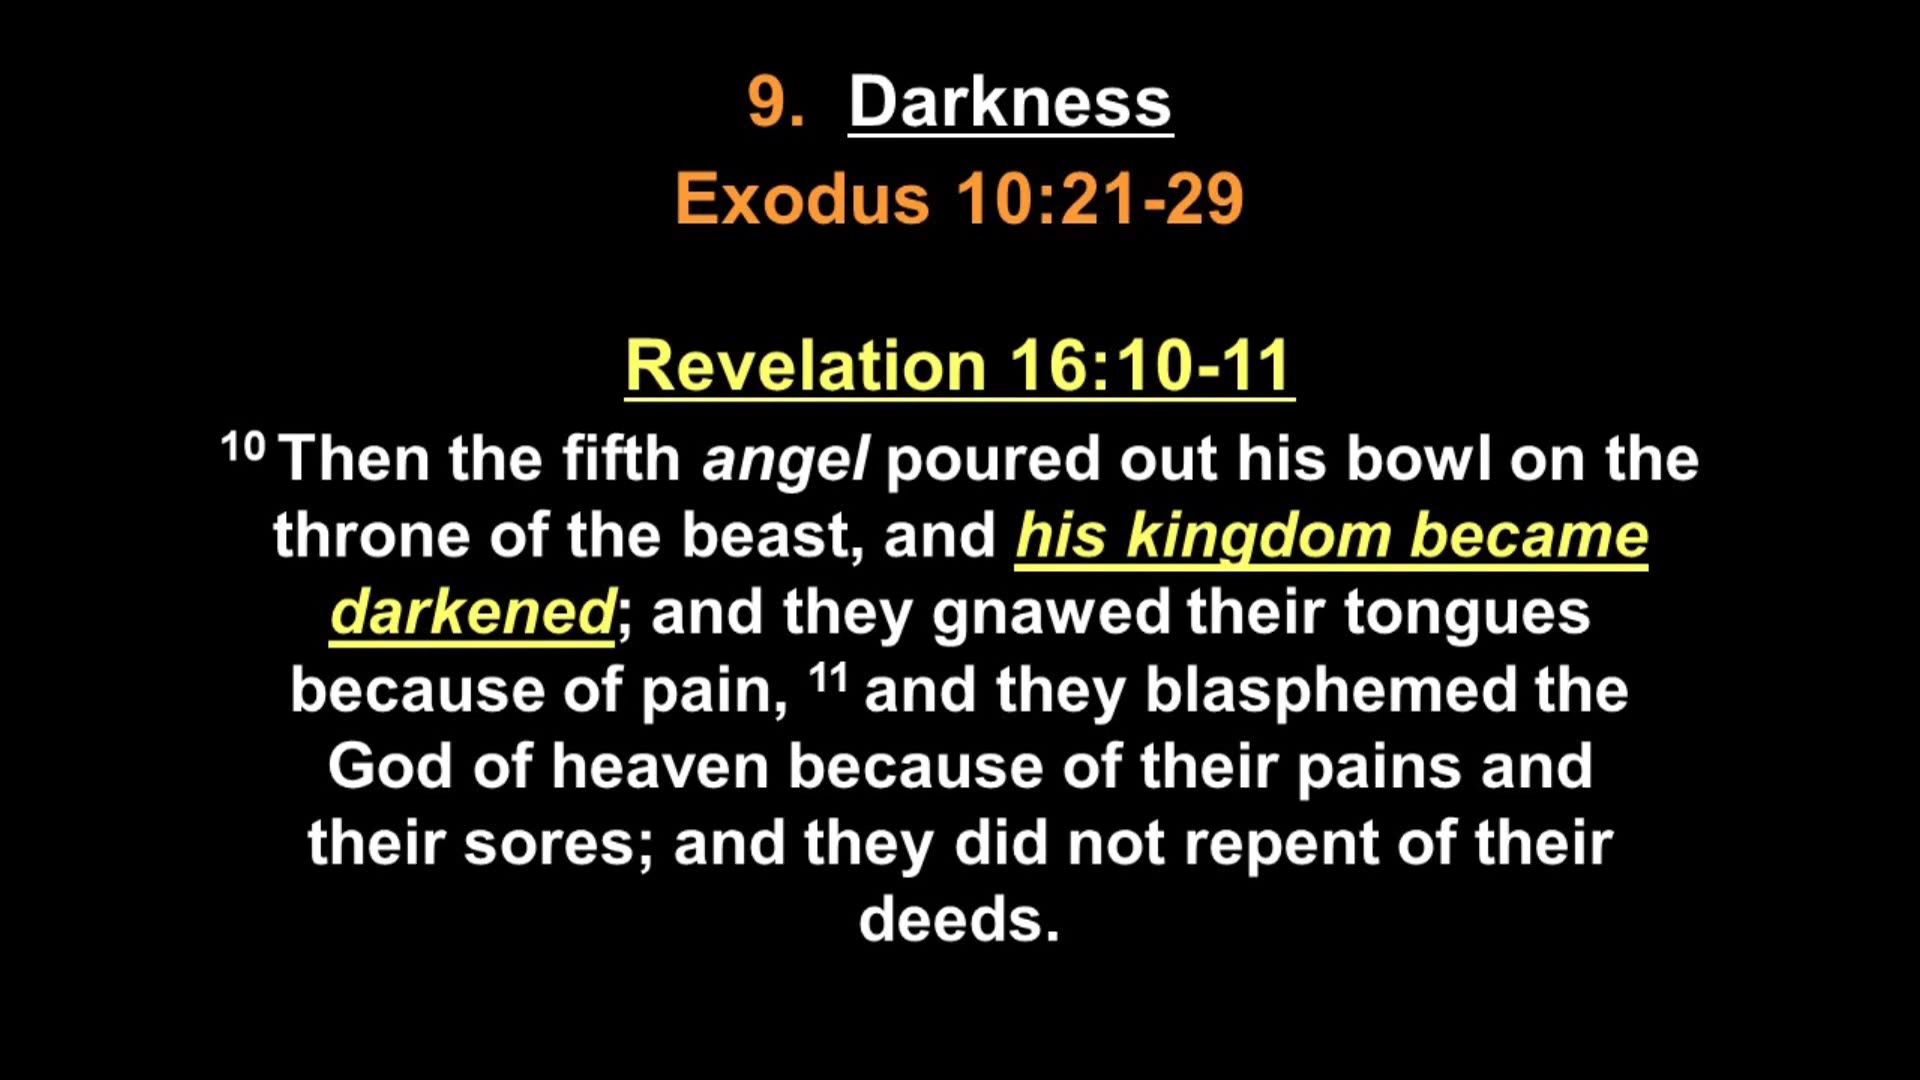 9. Darkness
Exodus 10:21-29
Revelation 16:10-11
10 Then the fifth angel poured out his bowl on the
throne of the beast, and his kingdom became
darkened; and they gnawed their tongues
because of pain, 11 and they blasphemed the
God of heaven because of their pains and
their sores; and they did not repent of their
deeds.